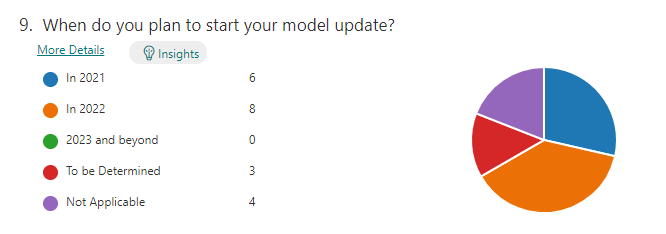 9. When do you plan to start your model update?
More Details Insights
In 2021 6
In 2022 8
2023 and beyond 0
To be Determined 3
Not Applicable 4